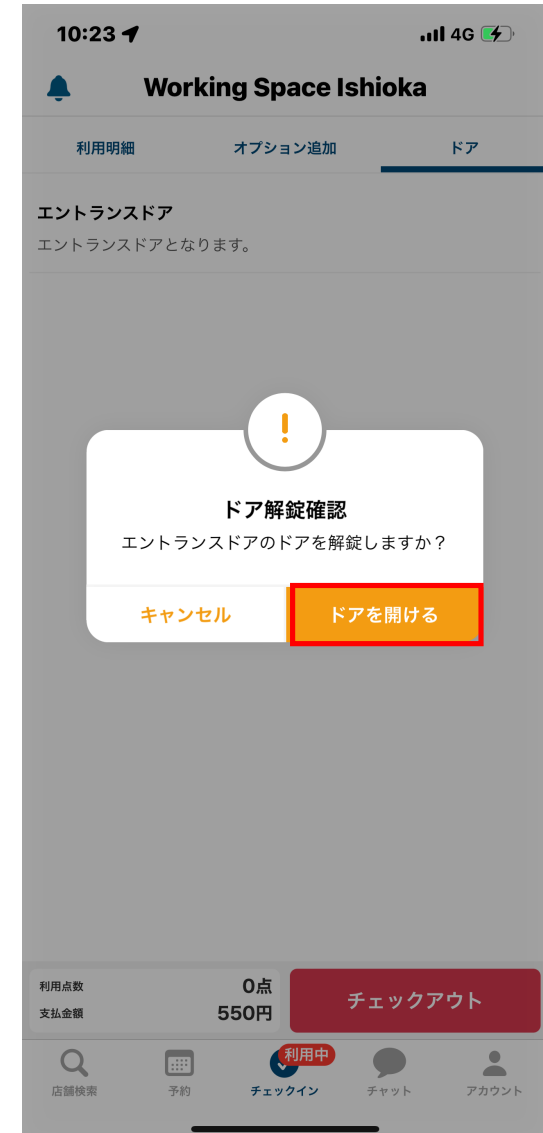 10:23
4G
Working Space Ishioka
利用明細
オプション追加
ドア
エントランスドア
エントランスドアとなります。
!
ドア解錠確認
エントランスドアのドアを解錠しますか？
キャンセル
ドアを開ける
利用点数 0点
支払金額 550円
チェックアウト
利用中
店舗検索
予約
チェックイン
チャット
アカウント